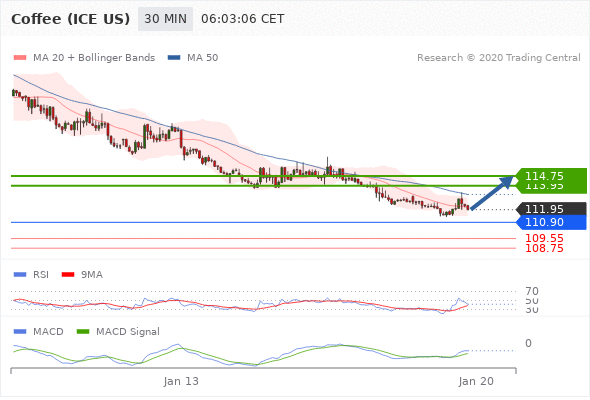 Coffee (ICE US) 30 MIN 06:03:06 CET
MA 20 + Bollinger Bands MA 50 Research © 2020 Trading Central
114.75
113.95
111.95
110.90
109.55
108.75
RSI 9MA
70
50
30
MACD MACD Signal
0
Jan 13 Jan 20